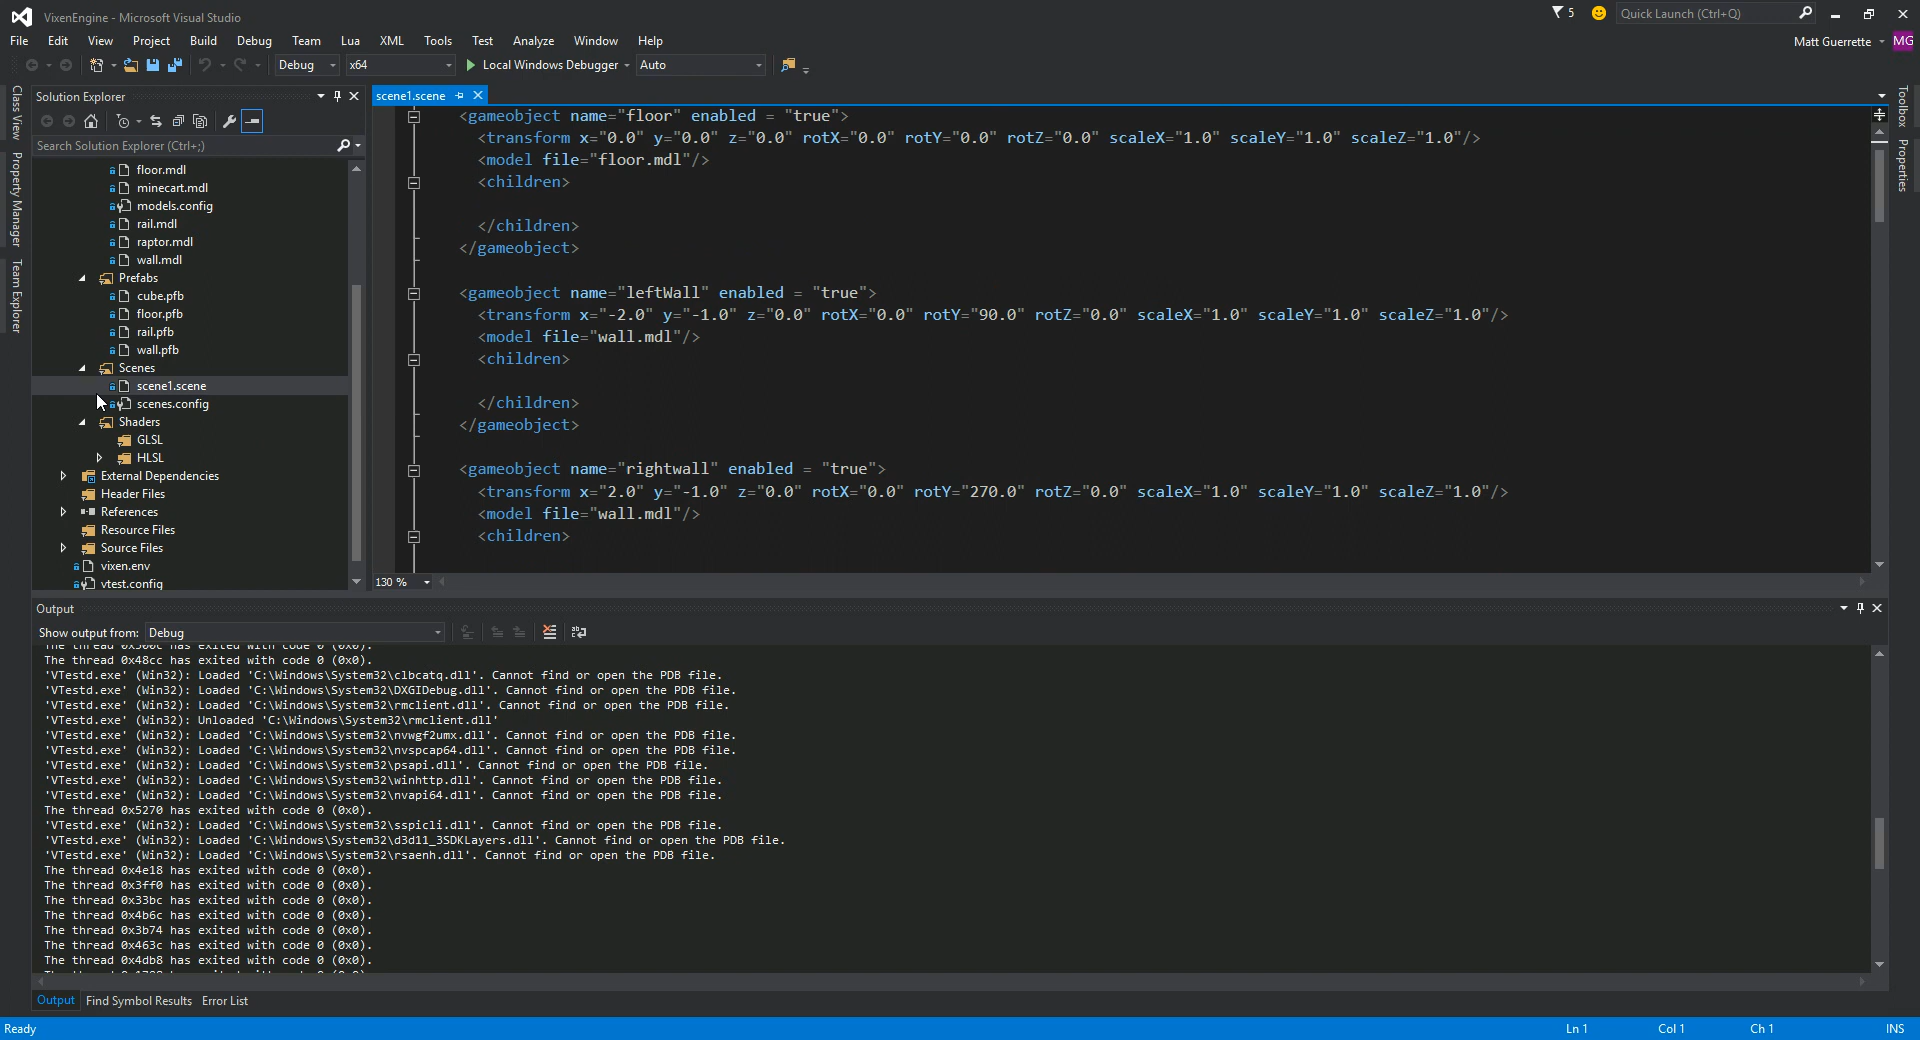 VixenEngine - Microsoft Visual Studio
5
Quick Launch (Ctrl+Q)
File Edit View Project Build Debug Team Lua XML Tools Test Analyze Window Help
Matt Guerrette MG
Debug x64 Local Windows Debugger Auto
Class View
Property Manager
Team Explorer
Solution Explorer
Search Solution Explorer (Ctrl+;)
floor.mdl
minecart.mdl
models.config
rail.mdl
raptor.mdl
wall.mdl
Prefabs
cube.pfb
floor.pfb
rail.pfb
wall.pfb
Scenes
scene1.scene
scenes.config
Shaders
GLSL
HLSL
External Dependencies
Header Files
References
Resource Files
Source Files
vixen.env
vtest.config
scene1.scene
<gameobject name="floor" enabled = "true">
<transform x="0.0" y="0.0" z="0.0" rotX="0.0" rotY="0.0" rotZ="0.0" scaleX="1.0" scaleY="1.0" scaleZ="1.0"/>
<model file="floor.mdl"/>
<children>
</children>
</gameobject>
<gameobject name="leftWall" enabled = "true">
<transform x="-2.0" y="-1.0" z="0.0" rotX="0.0" rotY="90.0" rotZ="0.0" scaleX="1.0" scaleY="1.0" scaleZ="1.0"/>
<model file="wall.mdl"/>
<children>
</children>
</gameobject>
<gameobject name="rightwall" enabled = "true">
<transform x="2.0" y="-1.0" z="0.0" rotX="0.0" rotY="270.0" rotZ="0.0" scaleX="1.0" scaleY="1.0" scaleZ="1.0"/>
<model file="wall.mdl"/>
<children>
130 %
Toolbox
Properties
Output
Show output from: Debug
The thread 0x48cc has exited with code 0 (0x0).
'VTestd.exe' (Win32): Loaded 'C:\Windows\System32\clbcatq.dll'. Cannot find or open the PDB file.
'VTestd.exe' (Win32): Loaded 'C:\Windows\System32\DXGIDebug.dll'. Cannot find or open the PDB file.
'VTestd.exe' (Win32): Loaded 'C:\Windows\System32\rmclient.dll'. Cannot find or open the PDB file.
'VTestd.exe' (Win32): Unloaded 'C:\Windows\System32\rmclient.dll'
'VTestd.exe' (Win32): Loaded 'C:\Windows\System32\nvwgf2umx.dll'. Cannot find or open the PDB file.
'VTestd.exe' (Win32): Loaded 'C:\Windows\System32\nvspcap64.dll'. Cannot find or open the PDB file.
'VTestd.exe' (Win32): Loaded 'C:\Windows\System32\psapi.dll'. Cannot find or open the PDB file.
'VTestd.exe' (Win32): Loaded 'C:\Windows\System32\winhttp.dll'. Cannot find or open the PDB file.
'VTestd.exe' (Win32): Loaded 'C:\Windows\System32\nvapi64.dll'. Cannot find or open the PDB file.
The thread 0x5270 has exited with code 0 (0x0).
'VTestd.exe' (Win32): Loaded 'C:\Windows\System32\sspicli.dll'. Cannot find or open the PDB file.
'VTestd.exe' (Win32): Loaded 'C:\Windows\System32\d3d11_3SDKLayers.dll'. Cannot find or open the PDB file.
'VTestd.exe' (Win32): Loaded 'C:\Windows\System32\rsaenh.dll'. Cannot find or open the PDB file.
The thread 0x4e18 has exited with code 0 (0x0).
The thread 0x3ff0 has exited with code 0 (0x0).
The thread 0x33bc has exited with code 0 (0x0).
The thread 0x4b6c has exited with code 0 (0x0).
The thread 0x3b74 has exited with code 0 (0x0).
The thread 0x463c has exited with code 0 (0x0).
The thread 0x4db8 has exited with code 0 (0x0).
Output Find Symbol Results Error List
Ready Ln 1 Col 1 Ch 1 INS